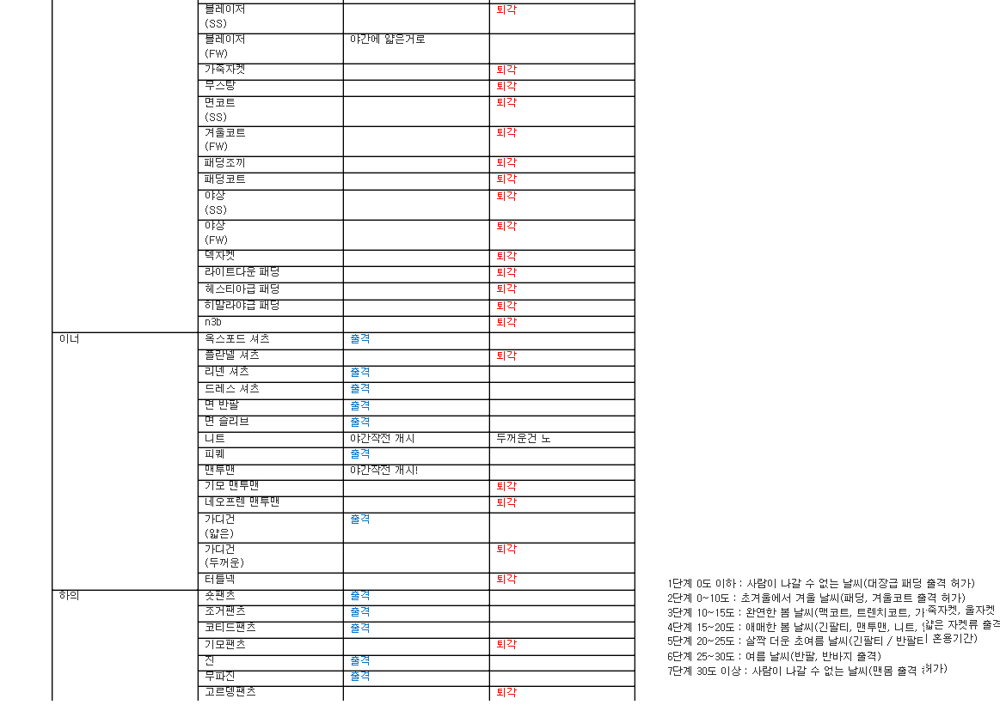 블레이저 퇴각
(SS)
블레이저 야간에 얇은거로
(FW)
가죽자켓 퇴각
무스탕 퇴각
면코트 퇴각
(SS)
겨울코트 퇴각
(FW)
패딩조끼 퇴각
패딩코트 퇴각
야상 퇴각
(SS)
야상 퇴각
(FW)
덱자켓 퇴각
라이트다운 패딩 퇴각
헤스티아급 패딩 퇴각
히말라야급 패딩 퇴각
n3b 퇴각
이너 옥스포드 셔츠 출격
플란넬 셔츠 퇴각
리넨 셔츠 출격
드레스 셔츠 출격
면 반팔 출격
면 슬리브 출격
니트 야간작전 개시 두꺼운건 노
피퀘 출격
맨투맨 야간작전 개시!
기모 맨투맨 퇴각
네오프렌 맨투맨 퇴각
가디건 출격
(얇은)
가디건 퇴각
(두꺼운)
터틀넥 퇴각
하의 숏팬츠 출격
조거팬츠 출격
코티드팬츠 출격
기모팬츠 퇴각
진 출격
무파진 출격
고르뎅팬츠 퇴각
1단계 0도 이하 : 사람이 나갈 수 없는 날씨(대장급 패딩 출격 허가)
2단계 0~10도 : 초겨울에서 겨울 날씨(패딩, 겨울코트 출격 허가)
3단계 10~15도 : 완연한 봄 날씨(맥코트, 트렌치코트, 가죽자켓, 울자켓
4단계 15~20도 : 애매한 봄 날씨(긴팔티, 맨투맨, 니트, 얇은 자켓류 출격
5단계 20~25도 : 살짝 더운 초여름 날씨(긴팔티 / 반팔티 혼용기간)
6단계 25~30도 : 여름 날씨(반팔, 반바지 출격)
7단계 30도 이상 : 사람이 나갈 수 없는 날씨(맨몸 출격 허가)